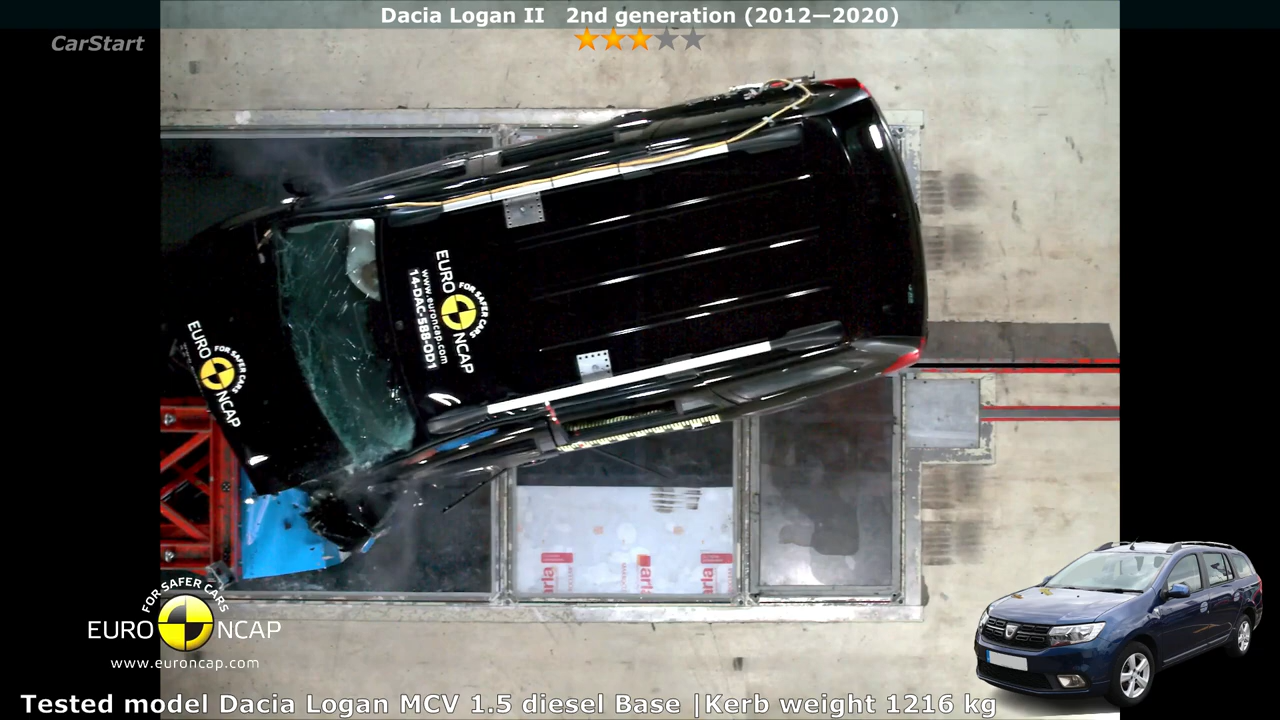 Dacia Logan II 2nd generation (2012—2020)
CarStart
EURO NCAP
FOR SAFER CARS
www.euroncap.com
14-DAC-588-OD1
EURO NCAP
FOR SAFER CARS
FOR SAFER CARS
EURO NCAP
www.euroncap.com
Tested model Dacia Logan MCV 1.5 diesel Base |Kerb weight 1216 kg